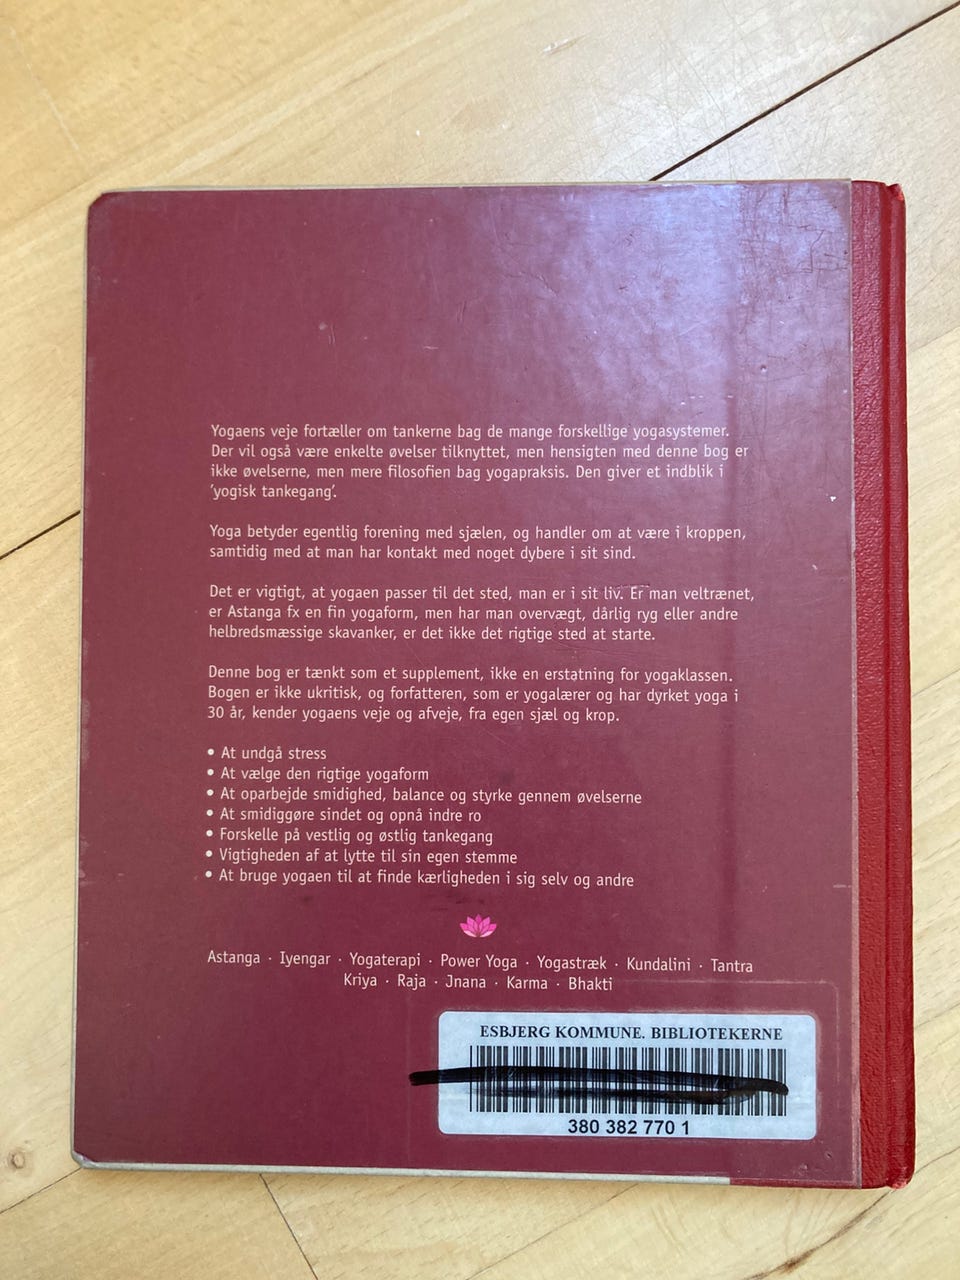 Yogaens veje fortæller om tankerne bag de mange forskellige yogasystemer.
Der vil også være enkelte øvelser tilknyttet, men hensigten med denne bog er
ikke øvelserne, men mere filosofien bag yogapraksis. Den giver et indblik i
'yogisk tankegang'.
Yoga betyder egentlig forening med sjælen, og handler om at være i kroppen,
samtidig med at man har kontakt med noget dybere i sit sind.
Det er vigtigt, at yogaen passer til det sted, man er i sit liv. Er man veltrænet,
er Astanga fx en fin yogaform, men har man overvægt, dårlig ryg eller andre
helbredsmæssige skavanker, er det ikke det rigtige sted at starte.
Denne bog er tænkt som et supplement, ikke en erstatning for yogaklassen.
Bogen er ikke ukritisk, og forfatteren, som er yogalærer og har dyrket yoga i
30 år, kender yogaens veje og afveje, fra egen sjæl og krop.
• At undgå stress
• At vælge den rigtige yogaform
• At oparbejde smidighed, balance og styrke gennem øvelserne
• At smidiggøre sindet og opnå indre ro
• Forskelle på vestlig og østlig tankegang
• Vigtigheden af at lytte til sin egen stemme
• At bruge yogaen til at finde kærligheden i sig selv og andre
Astanga · Iyengar · Yogaterapi · Power Yoga · Yogastræk · Kundalini · Tantra
Kriya · Raja · Jnana · Karma · Bhakti
ESBJERG KOMMUNE. BIBLIOTEKERNE
380 382 770 1